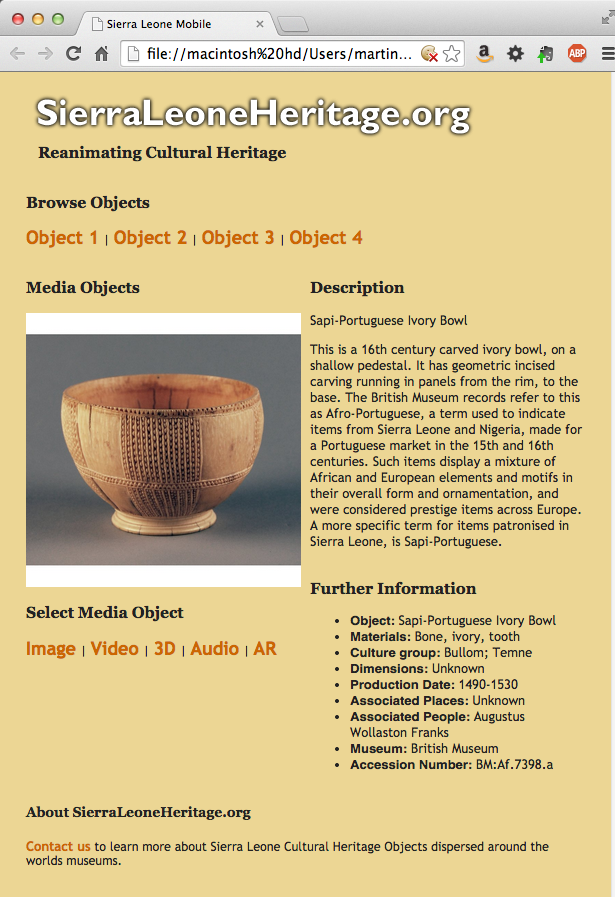 Sierra Leone Mobile
file://macintosh%20hd/Users/martin...
ABP
SierraLeoneHeritage.org
Reanimating Cultural Heritage
Browse Objects
Object 1 | Object 2 | Object 3 | Object 4
Media Objects
Select Media Object
Image | Video | 3D | Audio | AR
Description
Sapi-Portuguese Ivory Bowl
This is a 16th century carved ivory bowl, on a
shallow pedestal. It has geometric incised
carving running in panels from the rim, to the
base. The British Museum records refer to this
as Afro-Portuguese, a term used to indicate
items from Sierra Leone and Nigeria, made for
a Portuguese market in the 15th and 16th
centuries. Such items display a mixture of
African and European elements and motifs in
their overall form and ornamentation, and
were considered prestige items across Europe.
A more specific term for items patronised in
Sierra Leone, is Sapi-Portuguese.
Further Information
• Object: Sapi-Portuguese Ivory Bowl
• Materials: Bone, ivory, tooth
• Culture group: Bullom; Temne
• Dimensions: Unknown
• Production Date: 1490-1530
• Associated Places: Unknown
• Associated People: Augustus
Wollaston Franks
• Museum: British Museum
• Accession Number: BM:Af.7398.a
About SierraLeoneHeritage.org
Contact us to learn more about Sierra Leone Cultural Heritage Objects dispersed around the
worlds museums.